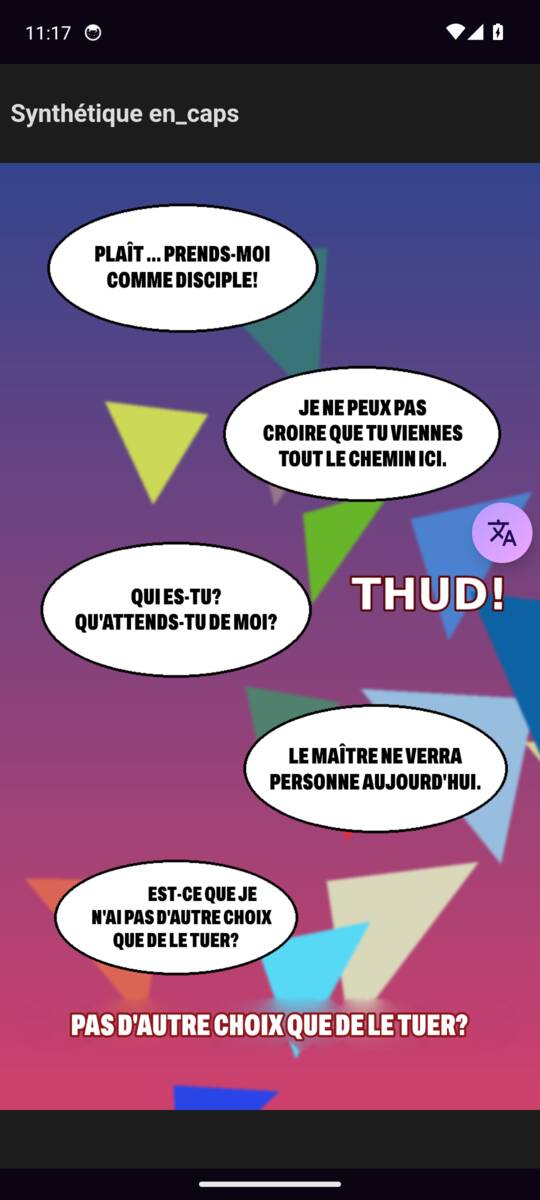 11:17
Synthétique en_caps
PLAÎT... PRENDS-MOI
COMME DISCIPLE!
JE NE PEUX PAS
CROIRE QUE TU VIENNES
TOUT LE CHEMIN ICI.
QUI ES-TU?
QU'ATTENDS-TU DE MOI?
THUD!
LE MAÎTRE NE VERRA
PERSONNE AUJOURD'HUI.
EST-CE QUE JE
N'AI PAS D'AUTRE CHOIX
QUE DE LE TUER?
PAS D'AUTRE CHOIX QUE DE LE TUER?